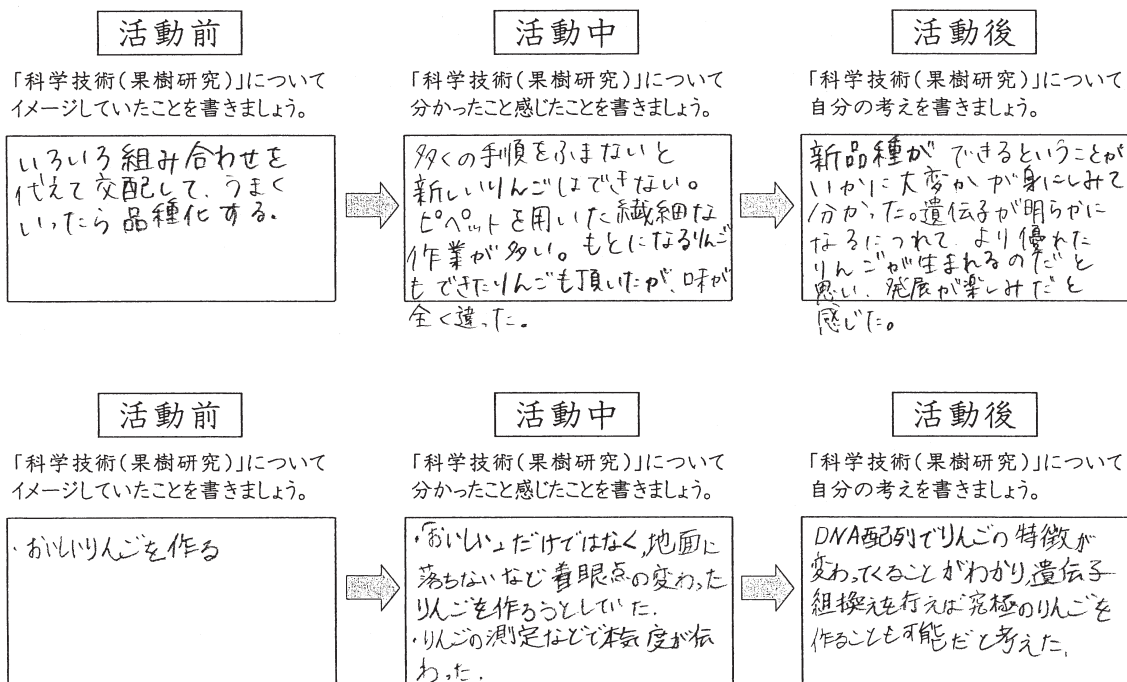 活動前
「科学技術(果樹研究)」について
イメージしていたことを書きましょう。
いろいろ組み合わせを
代えて交配して、うまく
いったら品種化する。
活動中
「科学技術(果樹研究)」について
分かったこと感じたことを書きましょう。
多くの手順をふまないと
新しいりんごはできない。
ピペットを用いた繊細な
作業が多い。もとになるりんご
もできたりんごも頂いたが、味が
全く違った。
活動後
「科学技術(果樹研究)」について
自分の考えを書きましょう。
新品種ができるということが
いかに大変かが身にしみて
分かった。遺伝子が明らかに
なるにつれて、より優れた
りんごが生まれるのだと
思い、発展が楽しみだと
感じた。
活動前
「科学技術(果樹研究)」について
イメージしていたことを書きましょう。
・おいしいりんごを作る
活動中
「科学技術(果樹研究)」について
分かったこと感じたことを書きましょう。
・「おいしい」だけではなく、地面に
落ちないなど着眼点の変わった
りんごを作ろうとしていた.
・りんごの測定などで本気度が伝
わった.
活動後
「科学技術(果樹研究)」について
自分の考えを書きましょう。
DNA配列でりんごの特徴が
変わってくることがわかり、遺伝子
組換えを行えば究極のりんごを
作ることも可能だと考えた.